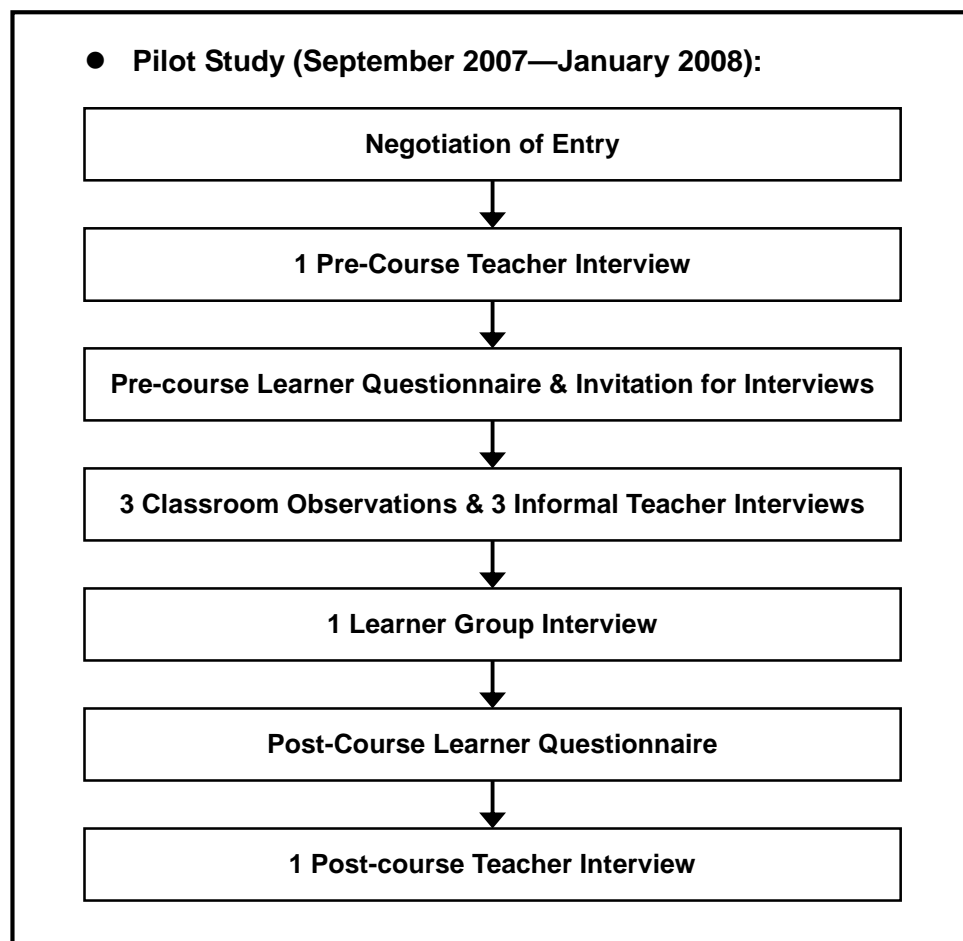 ● Pilot Study (September 2007—January 2008):
Negotiation of Entry
1 Pre-Course Teacher Interview
Pre-course Learner Questionnaire & Invitation for Interviews
3 Classroom Observations & 3 Informal Teacher Interviews
1 Learner Group Interview
Post-Course Learner Questionnaire
1 Post-course Teacher Interview